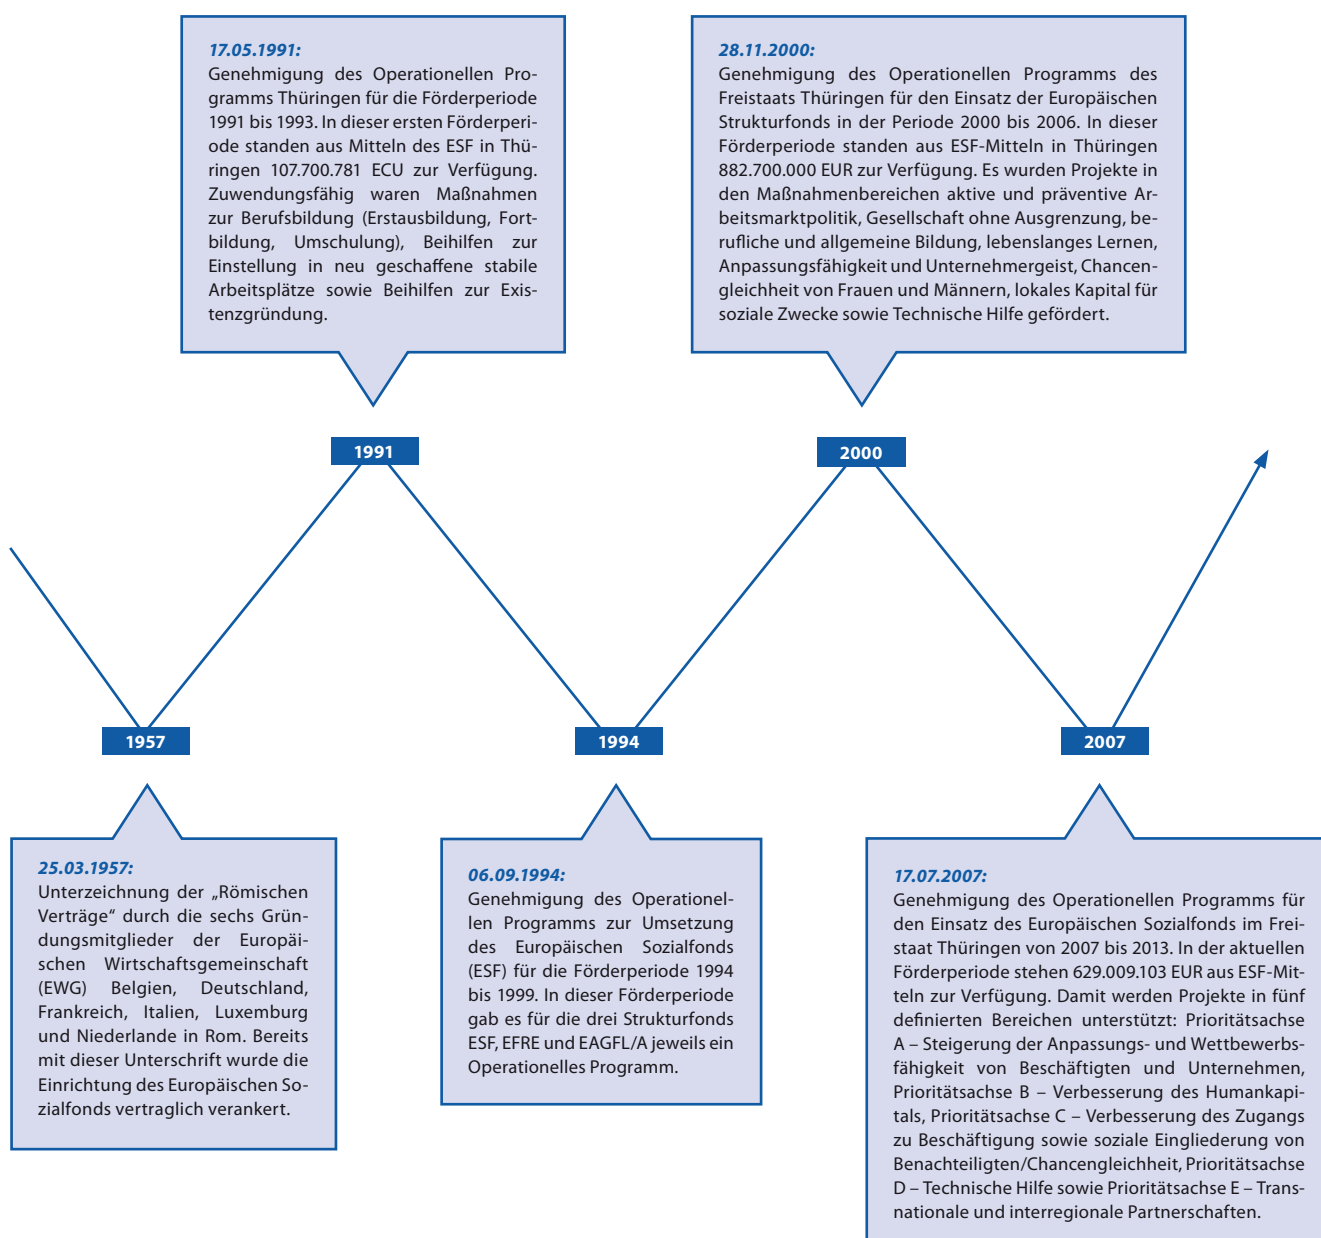 17.05.1991:
Genehmigung des Operationellen Pro-
gramms Thüringen für die Förderperiode
1991 bis 1993. In dieser ersten Förderperi-
ode standen aus Mitteln des ESF in Thü-
ringen 107.700.781 ECU zur Verfügung.
Zuwendungsfähig waren Maßnahmen
zur Berufsbildung (Erstausbildung, Fort-
bildung, Umschulung), Beihilfen zur
Einstellung in neu geschaffene stabile
Arbeitsplätze sowie Beihilfen zur Exis-
tenzgründung.
28.11.2000:
Genehmigung des Operationellen Programms des
Freistaats Thüringen für den Einsatz der Europäischen
Strukturfonds in der Periode 2000 bis 2006. In dieser
Förderperiode standen aus ESF-Mitteln in Thüringen
882.700.000 EUR zur Verfügung. Es wurden Projekte in
den Maßnahmenbereichen aktive und präventive Ar-
beitsmarktpolitik, Gesellschaft ohne Ausgrenzung, be-
rufliche und allgemeine Bildung, lebenslanges Lernen,
Anpassungsfähigkeit und Unternehmergeist, Chancen-
gleichheit von Frauen und Männern, lokales Kapital für
soziale Zwecke sowie Technische Hilfe gefördert.
1991
2000
1957
1994
2007
25.03.1957:
Unterzeichnung der „Römischen
Verträge“ durch die sechs Grün-
dungsmitglieder der Europäi-
schen Wirtschaftsgemeinschaft
(EWG) Belgien, Deutschland,
Frankreich, Italien, Luxemburg
und Niederlande in Rom. Bereits
mit dieser Unterschrift wurde die
Einrichtung des Europäischen So-
zialfonds vertraglich verankert.
06.09.1994:
Genehmigung des Operationel-
len Programms zur Umsetzung
des Europäischen Sozialfonds
(ESF) für die Förderperiode 1994
bis 1999. In dieser Förderperiode
gab es für die drei Strukturfonds
ESF, EFRE und EAGFL/A jeweils ein
Operationelles Programm.
17.07.2007:
Genehmigung des Operationellen Programms für
den Einsatz des Europäischen Sozialfonds im Frei-
staat Thüringen von 2007 bis 2013. In der aktuellen
Förderperiode stehen 629.009.103 EUR aus ESF-Mit-
teln zur Verfügung. Damit werden Projekte in fünf
definierten Bereichen unterstützt: Prioritätsachse
A – Steigerung der Anpassungs- und Wettbewerbs-
fähigkeit von Beschäftigten und Unternehmen,
Prioritätsachse B – Verbesserung des Humankapi-
tals, Prioritätsachse C – Verbesserung des Zugangs
zu Beschäftigung sowie soziale Eingliederung von
Benachteiligten/Chancengleichheit, Prioritätsachse
D – Technische Hilfe sowie Prioritätsachse E – Trans-
nationale und interregionale Partnerschaften.